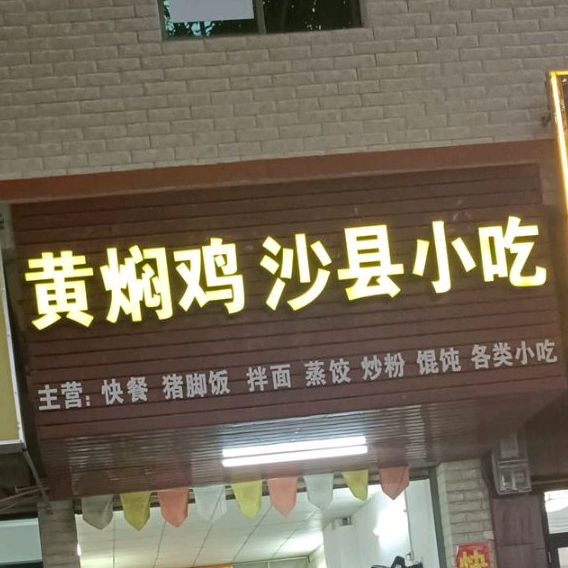 黄焖鸡 沙县小吃
主营: 快餐 猪脚饭 拌面 蒸饺 炒粉 馄饨 各类小吃
快